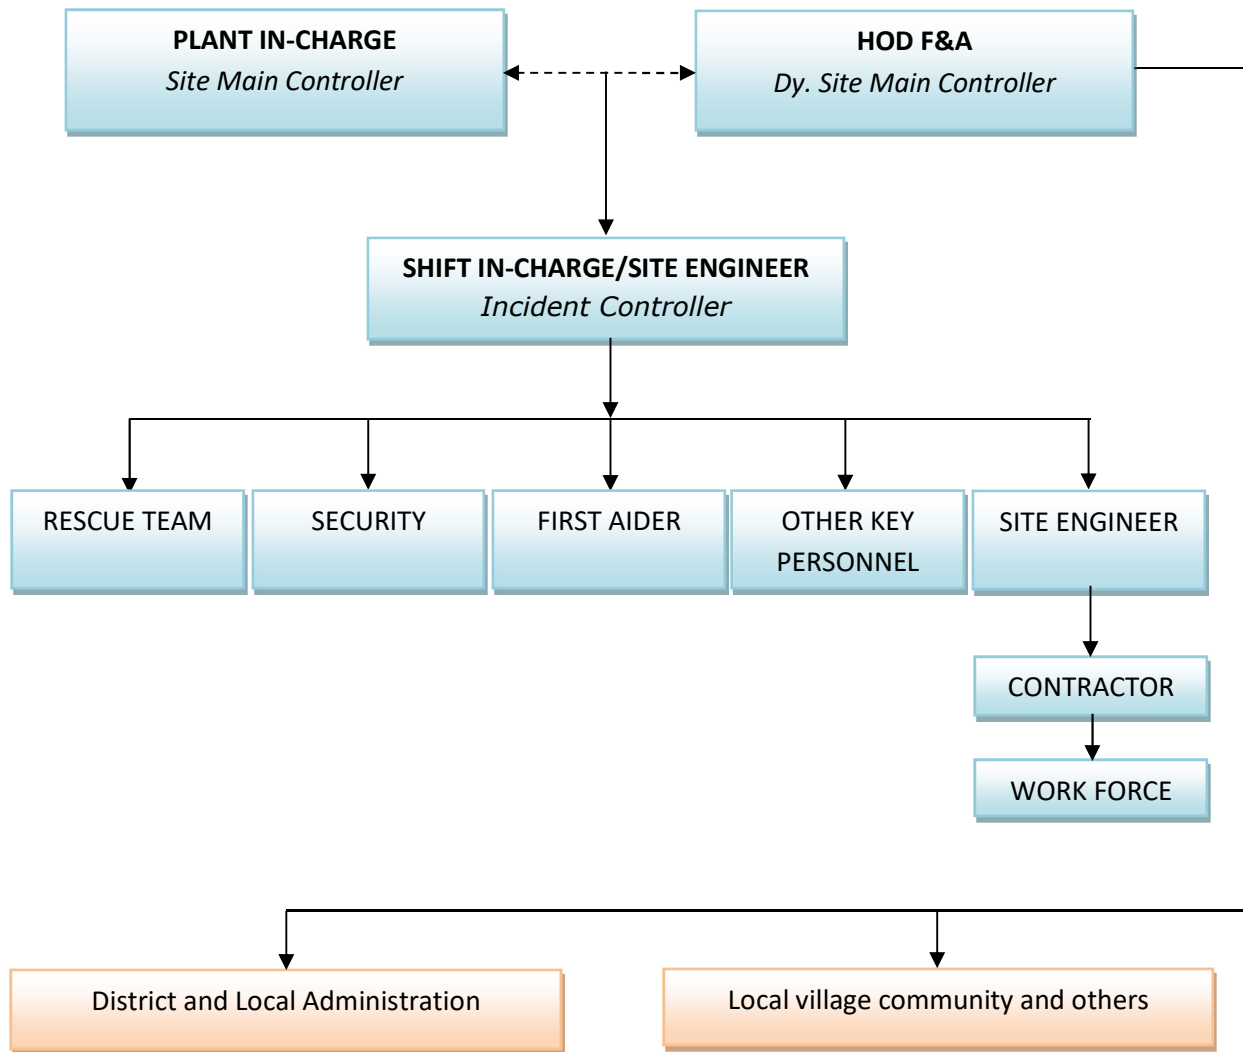 PLANT IN-CHARGE
Site Main Controller
HOD F&A
Dy. Site Main Controller
SHIFT IN-CHARGE/SITE ENGINEER
Incident Controller
RESCUE TEAM
SECURITY
FIRST AIDER
OTHER KEY
PERSONNEL
SITE ENGINEER
CONTRACTOR
WORK FORCE
District and Local Administration
Local village community and others